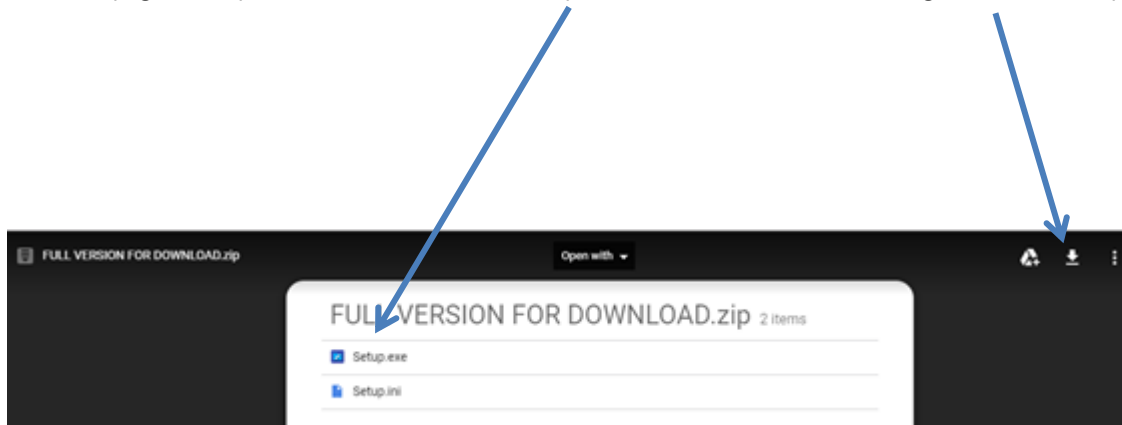 FULL VERSION FOR DOWNLOAD.zip
Open with
FULL VERSION FOR DOWNLOAD.zip 2 items
Setup.exe
Setup.ini